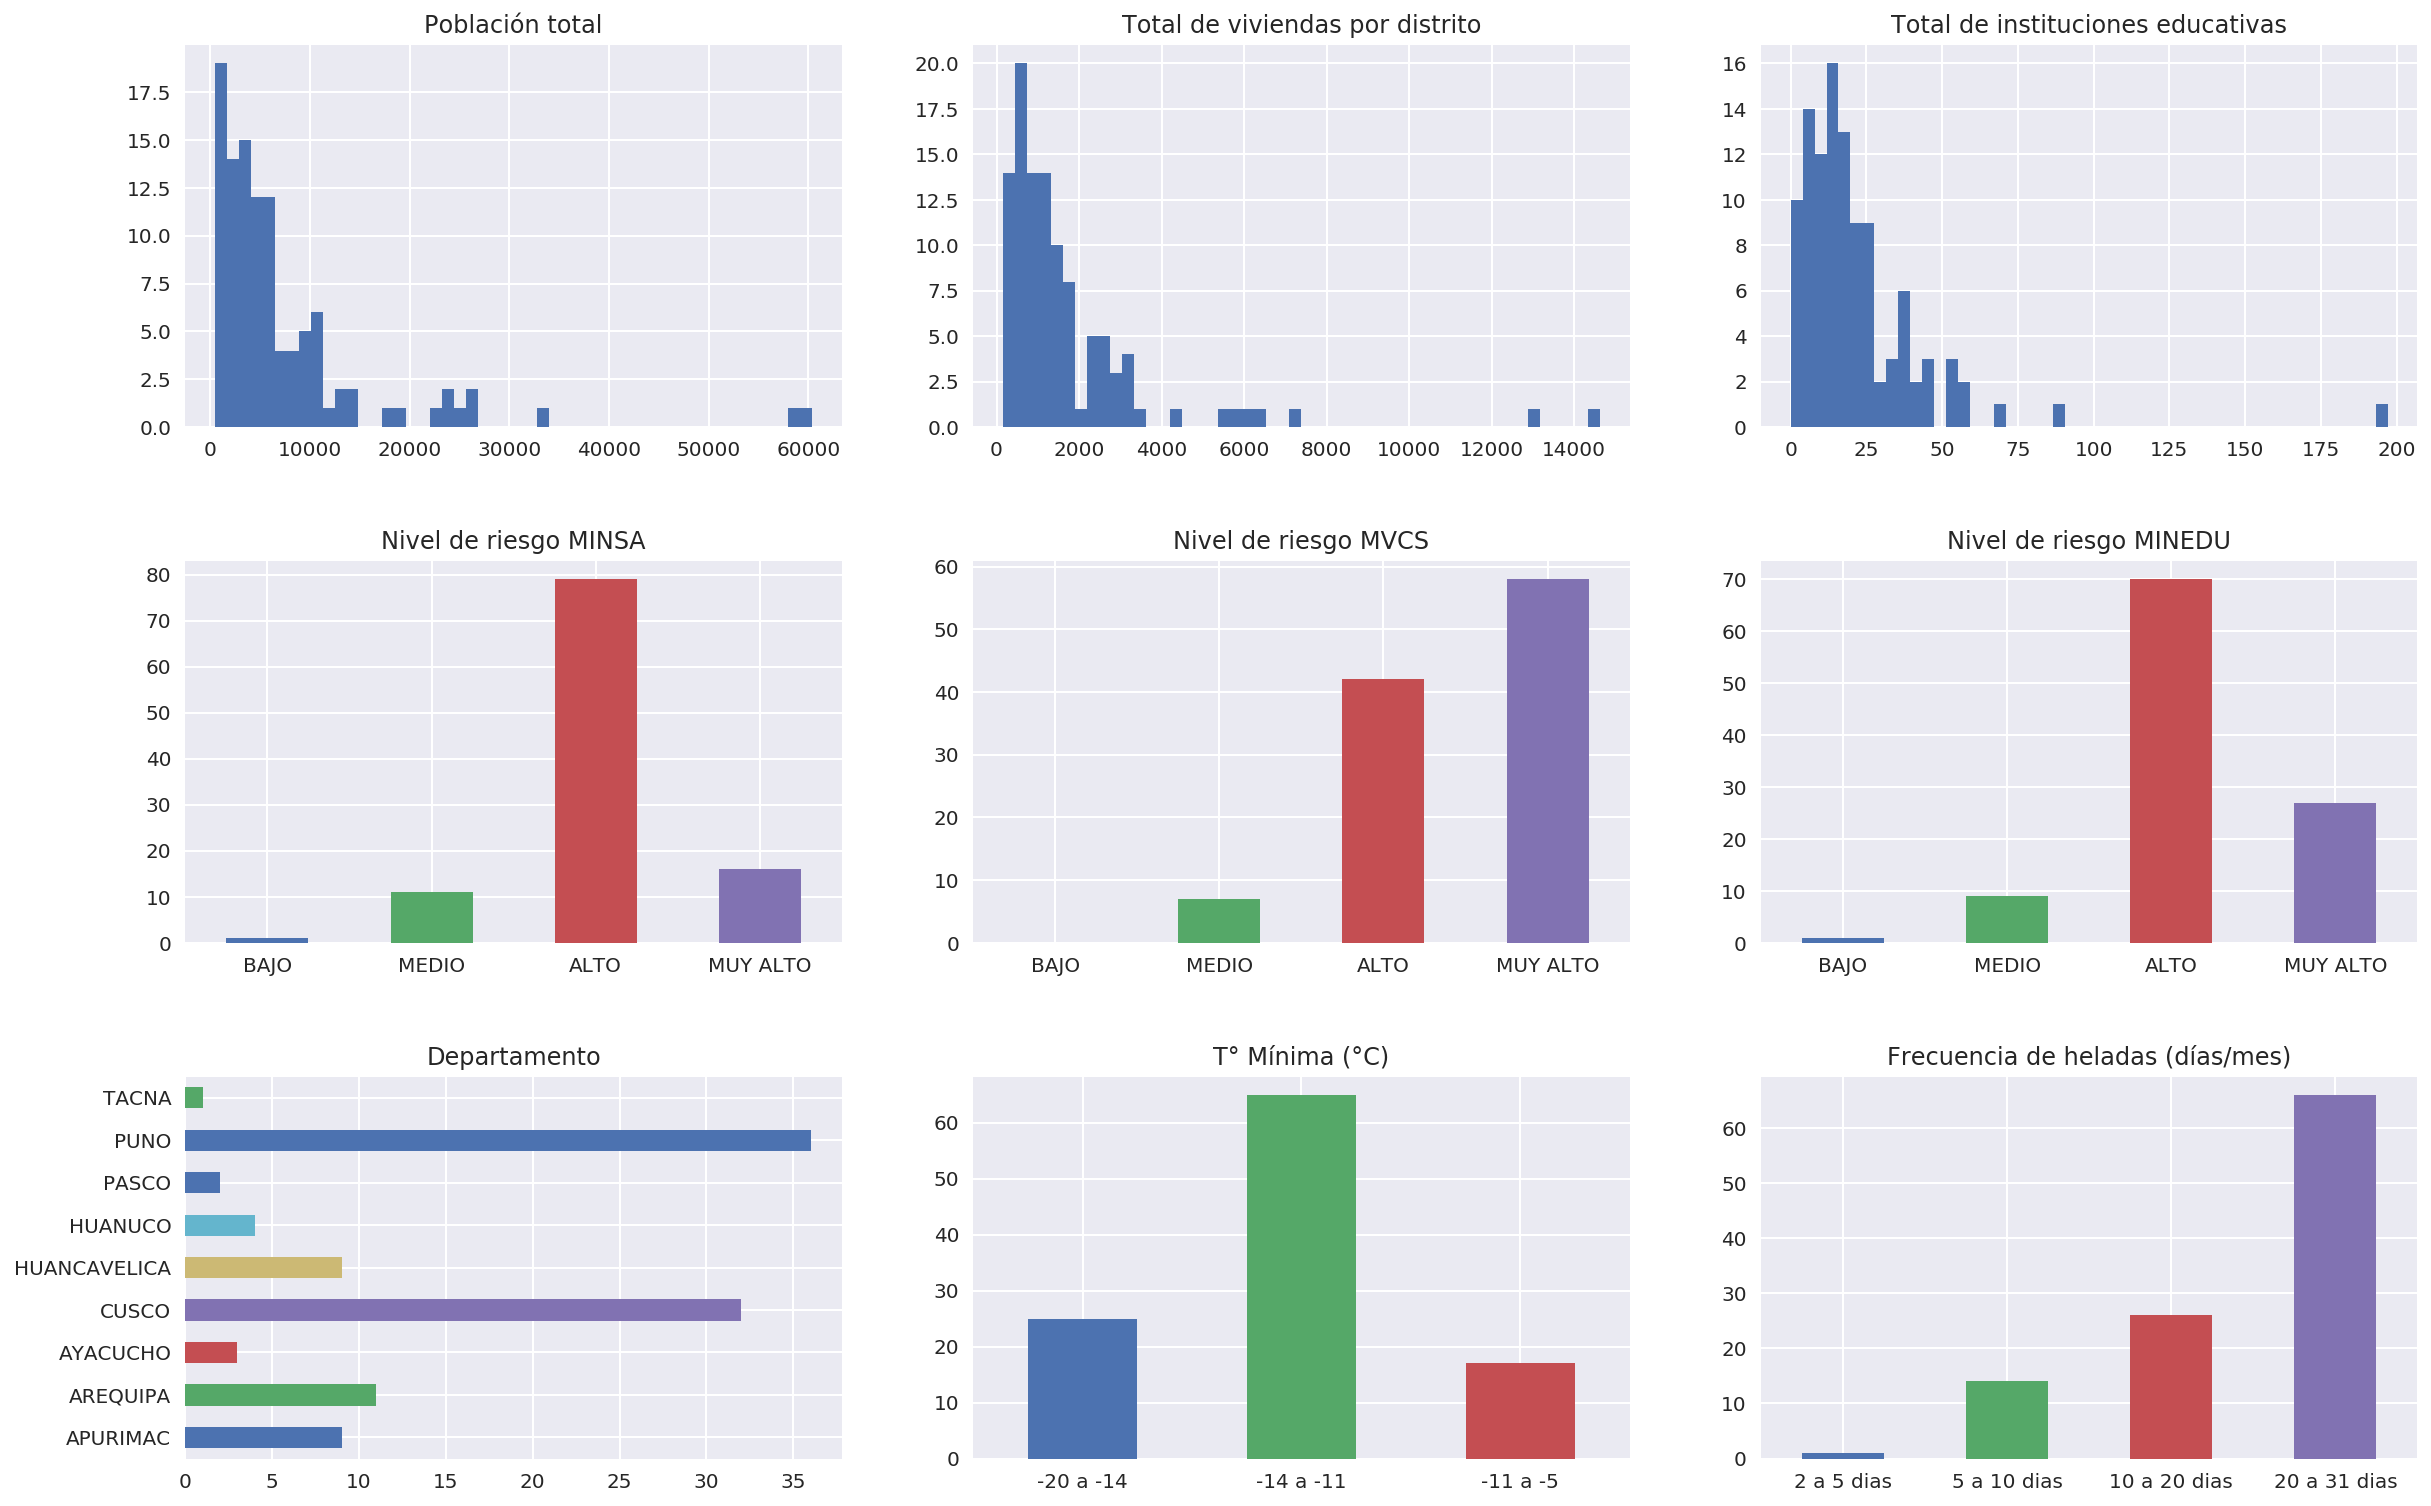 Población total
Total de viviendas por distrito
Total de instituciones educativas
17.5
15.0
12.5
10.0
7.5
5.0
2.5
0.0
0 10000 20000 30000 40000 50000 60000
20.0
17.5
15.0
12.5
10.0
7.5
5.0
2.5
0.0
0 2000 4000 6000 8000 10000 12000 14000
16
14
12
10
8
6
4
2
0
0 25 50 75 100 125 150 175 200
Nivel de riesgo MINSA
Nivel de riesgo MVCS
Nivel de riesgo MINEDU
80
70
60
50
40
30
20
10
0
BAJO MEDIO ALTO MUY ALTO
60
50
40
30
20
10
0
BAJO MEDIO ALTO MUY ALTO
70
60
50
40
30
20
10
0
BAJO MEDIO ALTO MUY ALTO
Departamento
T° Mínima (°C)
Frecuencia de heladas (días/mes)
TACNA
PUNO
PASCO
HUANUCO
HUANCAVELICA
CUSCO
AYACUCHO
AREQUIPA
APURIMAC
0 5 10 15 20 25 30 35
60
50
40
30
20
10
0
-20 a -14 -14 a -11 -11 a -5
60
50
40
30
20
10
0
2 a 5 dias 5 a 10 dias 10 a 20 dias 20 a 31 dias